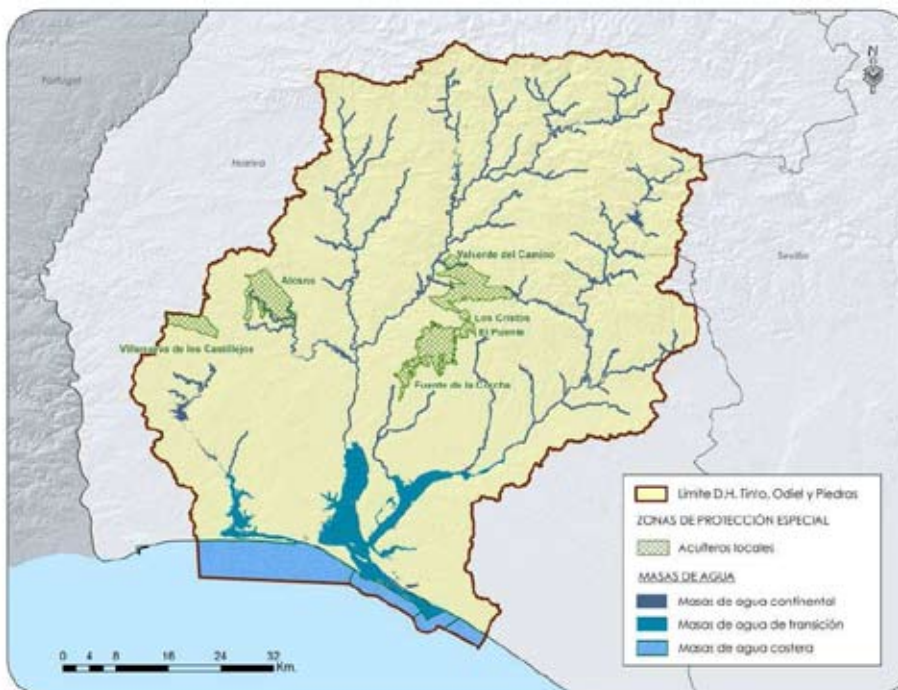 Portugal
N
Huelva
Sevilla
Valverde del Camino
Alosno
Los Cristos
El Puente
Villanueva de los Castillejos
Fuente de la Corcha
Límite D.H. Tinto, Odiel y Piedras
ZONAS DE PROTECCIÓN ESPECIAL
Acuíferos locales
MASAS DE AGUA
Masas de agua continental
Masas de agua de transición
Masas de agua costera
0 4 8 16 24 32
Km.